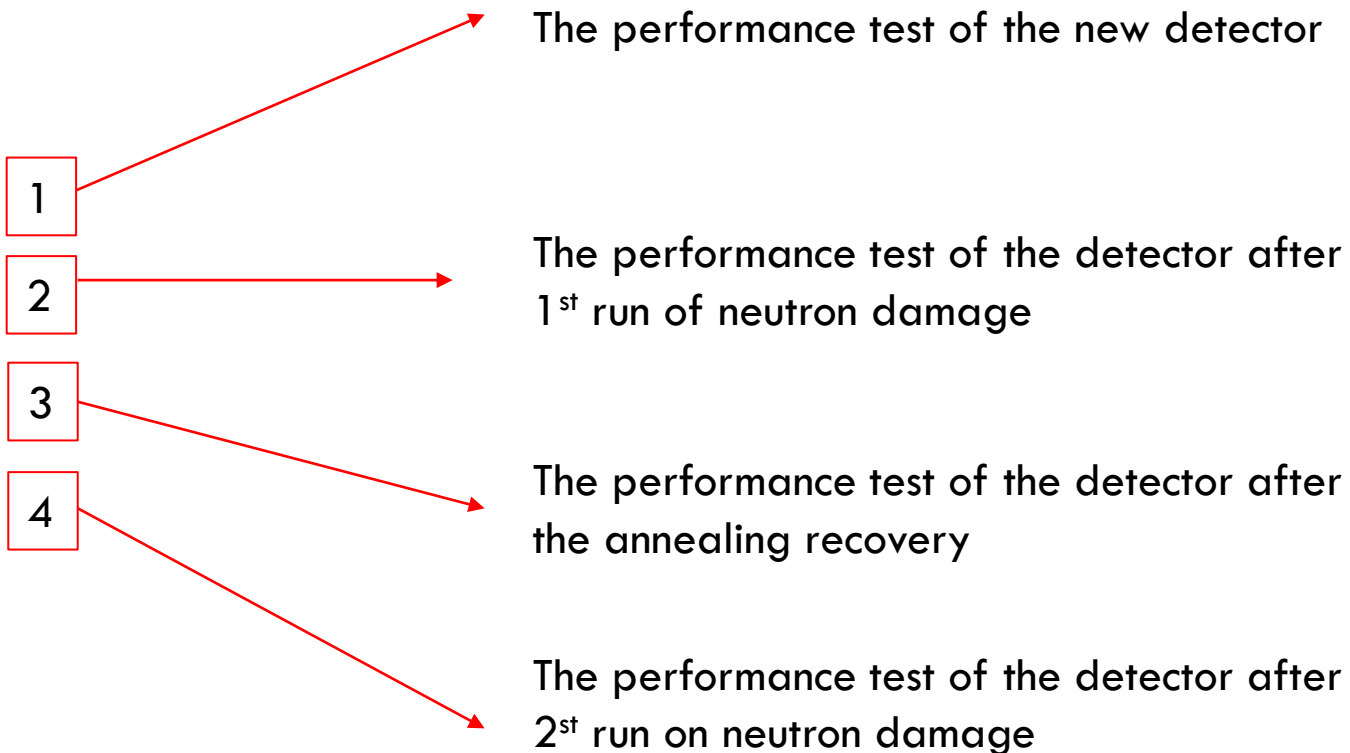 The performance test of the new detector
1
The performance test of the detector after
1st run of neutron damage
2
3
The performance test of the detector after
the annealing recovery
4
The performance test of the detector after
2st run on neutron damage